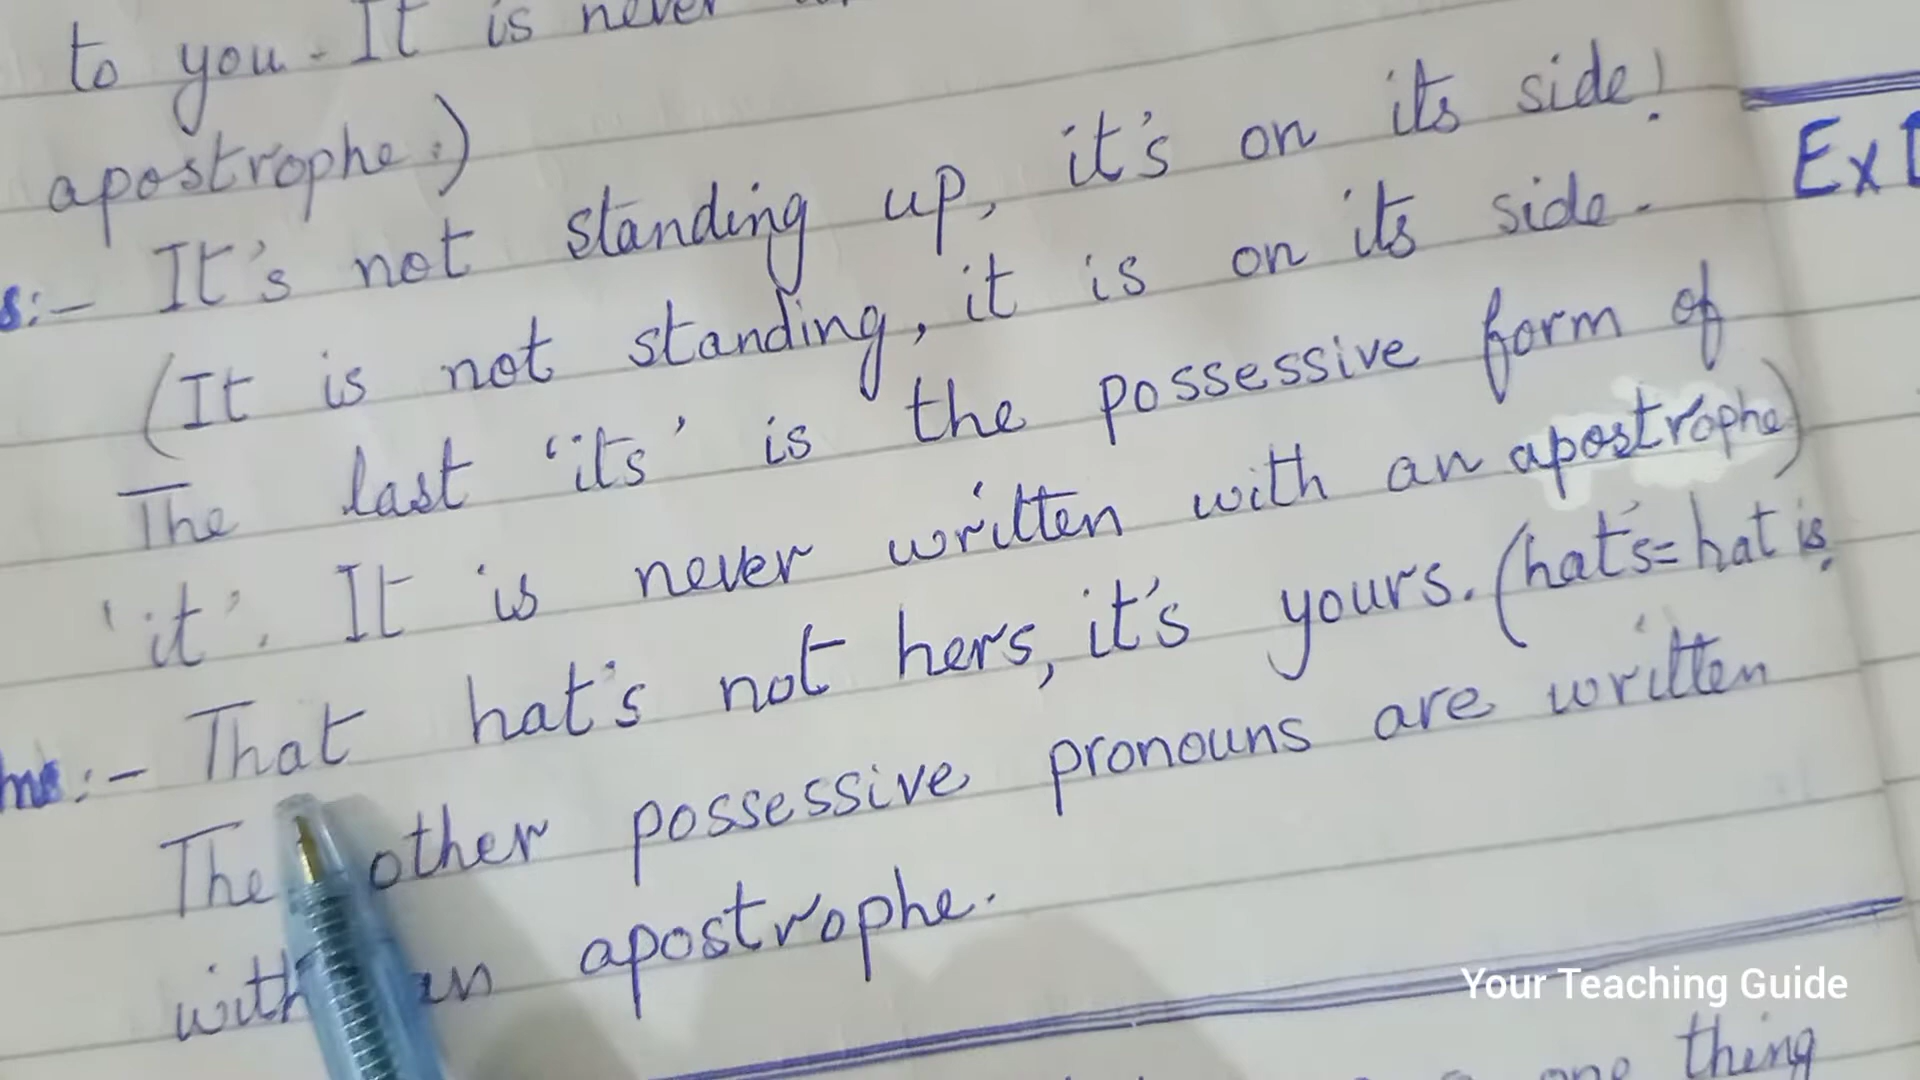 to you. It is never
apostrophe.)
s:- It's not standing up, it's on its side!
(It is not standing, it is on its side.
The last 'its' is the possessive form of
'it'. It is never written with an apostrophe)
:- That hat's not hers, it's yours. (hat's = hat is.
The other possessive pronouns are written
with an apostrophe.
Ex
one thing
Your Teaching Guide